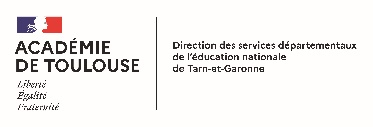 ACADÉMIE
DE TOULOUSE
Liberté
Égalité
Fraternité
Direction des services départementaux
de l'éducation nationale
de Tarn-et-Garonne